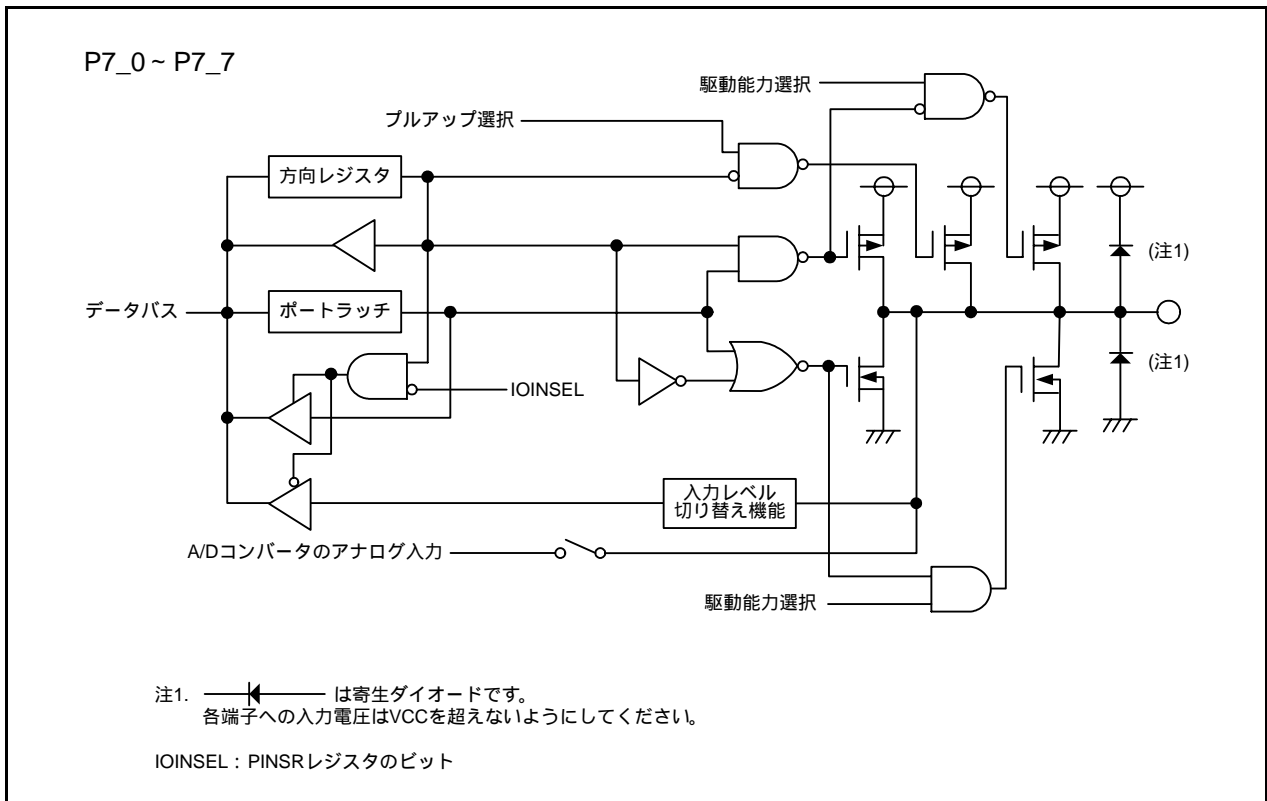 P7_0 ~ P7_7
駆動能力選択
プルアップ選択
方向レジスタ
(注1)
データバス
ポートラッチ
(注1)
IOINSEL
入力レベル
切り替え機能
A/Dコンバータのアナログ入力
駆動能力選択
注1. は寄生ダイオードです。
各端子への入力電圧はVCCを超えないようにしてください。
IOINSEL : PINSRレジスタのビット